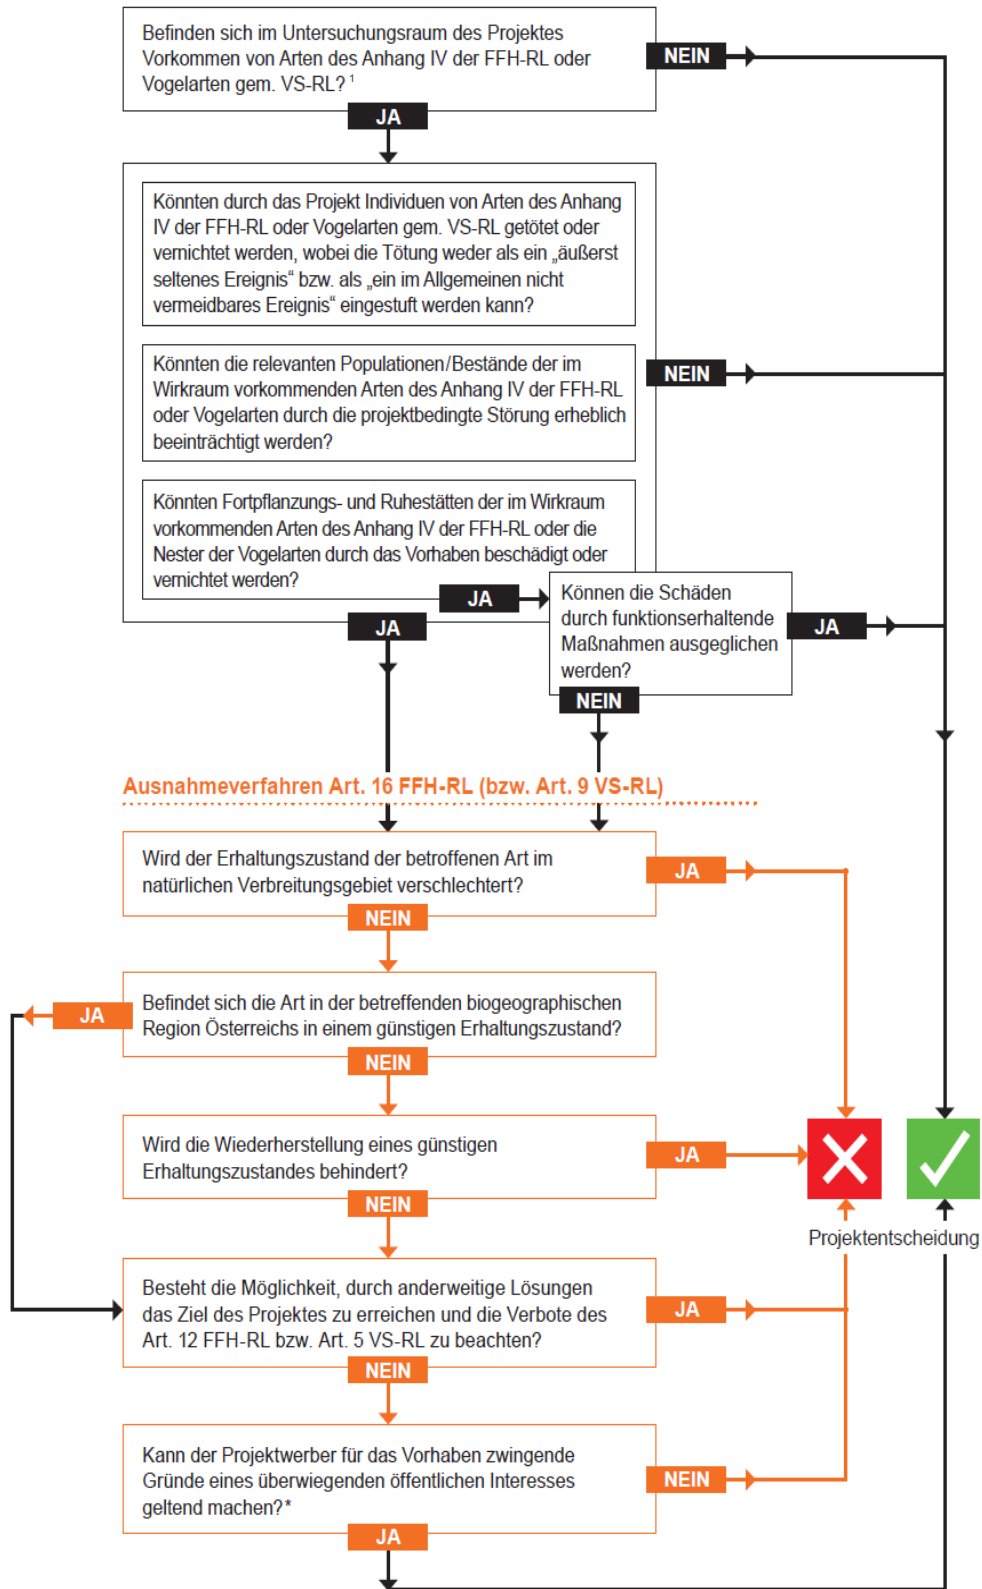 Befinden sich im Untersuchungsraum des Projektes
Vorkommen von Arten des Anhang IV der FFH-RL oder
Vogelarten gem. VS-RL? ¹
NEIN
JA
Könnten durch das Projekt Individuen von Arten des Anhang
IV der FFH-RL oder Vogelarten gem. VS-RL getötet oder
vernichtet werden, wobei die Tötung weder als ein „äußerst
seltenes Ereignis“ bzw. als „ein im Allgemeinen nicht
vermeidbares Ereignis“ eingestuft werden kann?
Könnten die relevanten Populationen/Bestände der im
Wirkraum vorkommenden Arten des Anhang IV der FFH-RL
oder Vogelarten durch die projektbedingte Störung erheblich
beeinträchtigt werden?
NEIN
Könnten Fortpflanzungs- und Ruhestätten der im Wirkraum
vorkommenden Arten des Anhang IV der FFH-RL oder die
Nester der Vogelarten durch das Vorhaben beschädigt oder
vernichtet werden?
JA
Können die Schäden
durch funktionserhaltende
Maßnahmen ausgeglichen
werden?
JA
JA
NEIN
Ausnahmeverfahren Art. 16 FFH-RL (bzw. Art. 9 VS-RL)
Wird der Erhaltungszustand der betroffenen Art im
natürlichen Verbreitungsgebiet verschlechtert?
JA
NEIN
Befindet sich die Art in der betreffenden biogeographischen
Region Österreichs in einem günstigen Erhaltungszustand?
JA
NEIN
Wird die Wiederherstellung eines günstigen
Erhaltungszustandes behindert?
JA
NEIN
Projektentscheidung
Besteht die Möglichkeit, durch anderweitige Lösungen
das Ziel des Projektes zu erreichen und die Verbote des
Art. 12 FFH-RL bzw. Art. 5 VS-RL zu beachten?
JA
NEIN
Kann der Projektwerber für das Vorhaben zwingende
Gründe eines überwiegenden öffentlichen Interesses
geltend machen?*
NEIN
JA